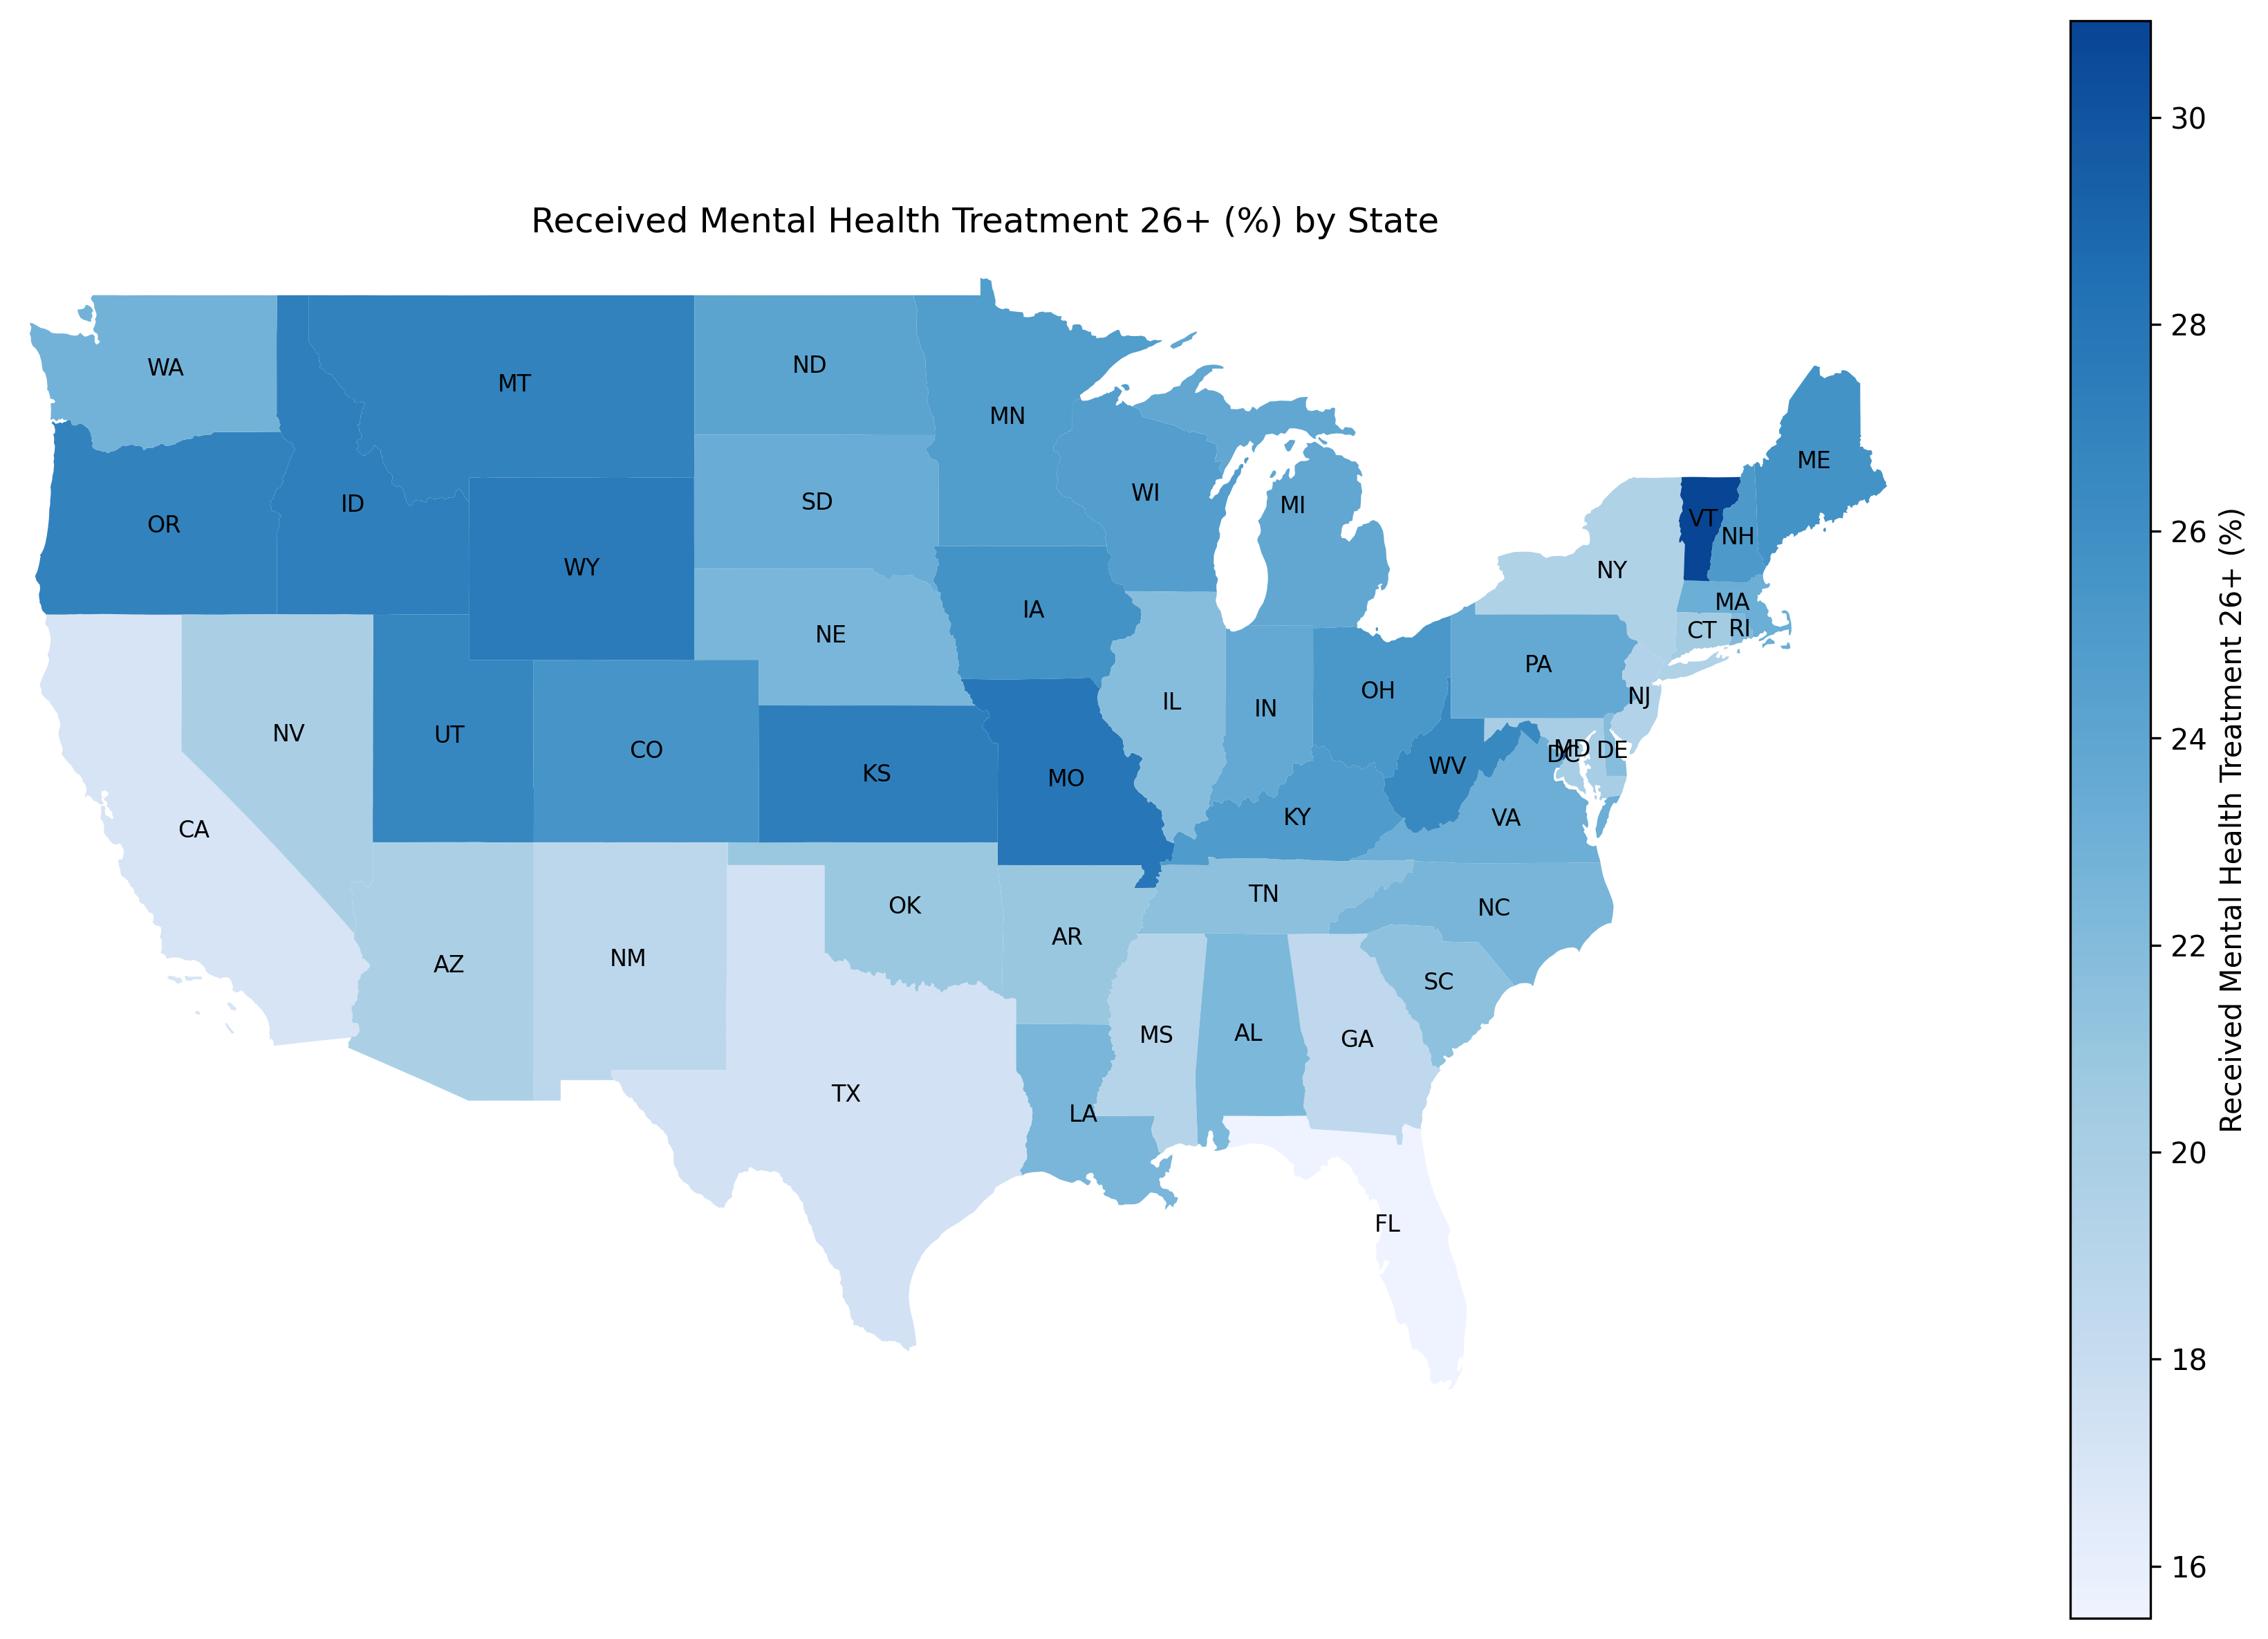 Received Mental Health Treatment 26+ (%) by State
WA
MT
ND
MN
OR
ID
SD
WI
MI
ME
WY
VT
NH
NY
IA
NE
MA
CT
RI
PA
NV
UT
CO
IL
IN
OH
NJ
KS
MO
WV
MD
DC
DE
CA
KY
VA
OK
AR
TN
NC
AZ
NM
SC
MS
AL
GA
TX
LA
FL
30
28
26
24
22
20
18
16
Received Mental Health Treatment 26+ (%)